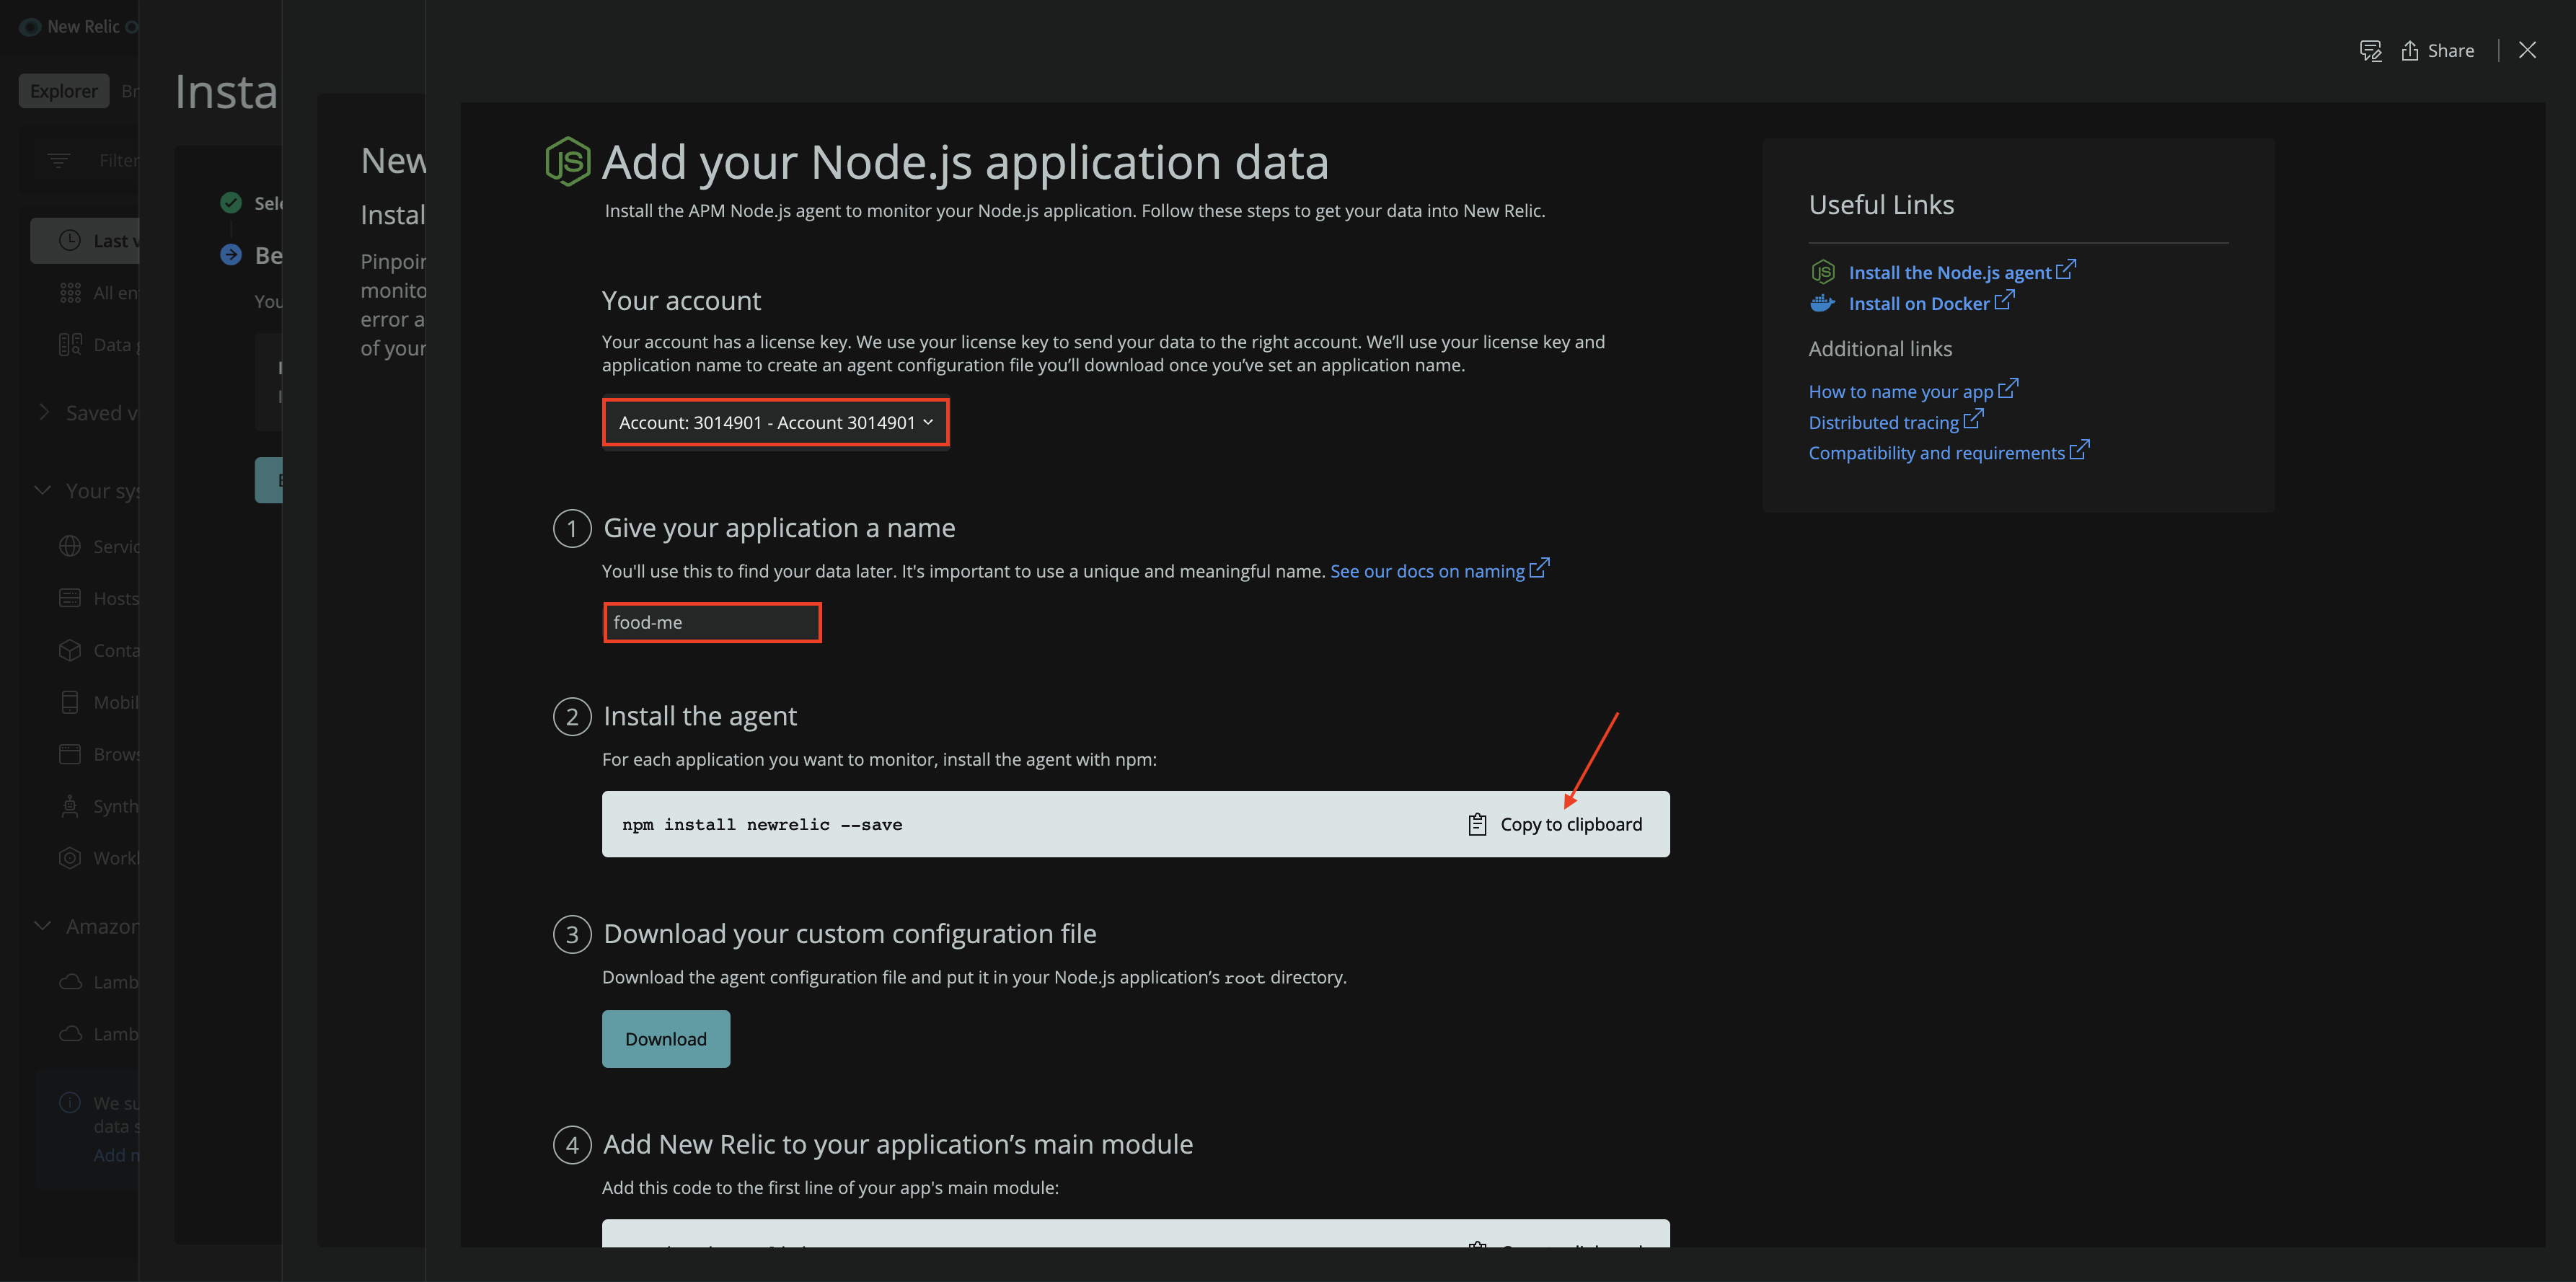 New Relic O
Explorer Br
Filter
Last v
All en
Data g
Saved v
Your sys
Servic
Hosts
Conta
Mobil
Brows
Synth
Workl
Amazon
Lamb
Lamb
We su
data s
Add m
Insta
Sele
Be
You
New
Instal
Pinpoin
monito
error a
of your
Share
Add your Node.js application data
Install the APM Node.js agent to monitor your Node.js application. Follow these steps to get your data into New Relic.
Your account
Your account has a license key. We use your license key to send your data to the right account. We’ll use your license key and
application name to create an agent configuration file you’ll download once you’ve set an application name.
Account: 3014901 - Account 3014901
1 Give your application a name
You'll use this to find your data later. It's important to use a unique and meaningful name. See our docs on naming
food-me
2 Install the agent
For each application you want to monitor, install the agent with npm:
npm install newrelic --save Copy to clipboard
3 Download your custom configuration file
Download the agent configuration file and put it in your Node.js application’s root directory.
Download
4 Add New Relic to your application’s main module
Add this code to the first line of your app's main module:
Useful Links
Install the Node.js agent
Install on Docker
Additional links
How to name your app
Distributed tracing
Compatibility and requirements